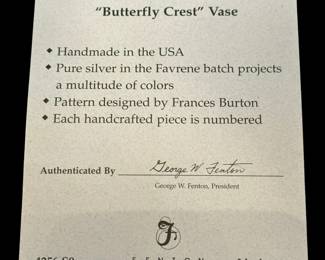 "Butterfly Crest" Vase
◆ Handmade in the USA
◆ Pure silver in the Favrene batch projects
a multitude of colors
◆ Pattern designed by Frances Burton
◆ Each handcrafted piece is numbered
Authenticated By George W. Fenton
George W. Fenton, President
F